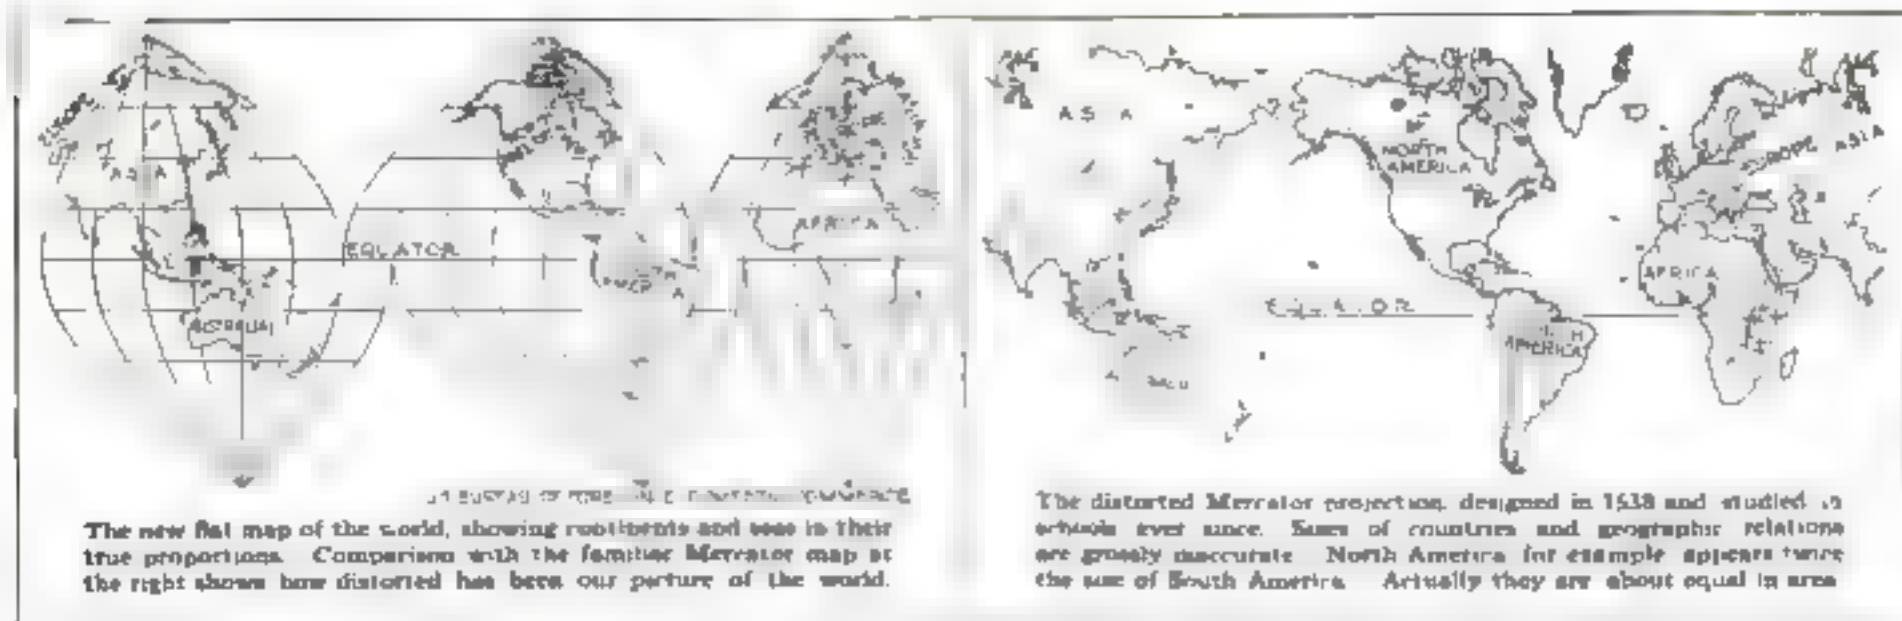 ASIA
EQUATOR
AFRICA
AUSTRALIA
AMERICA
The new flat map of the world, showing continents and seas in their
true proportions. Comparison with the familiar Mercator map at
the right shows how distorted has been our picture of the world.
ASIA
NORTH
AMERICA
EUROPE ASIA
AFRICA
EQUATOR
AMERICA
The distorted Mercator projection, designed in 1538 and studied in
schools ever since. Sizes of countries and geographic relations
are grossly inaccurate. North America for example appears twice
the size of South America. Actually they are about equal in area